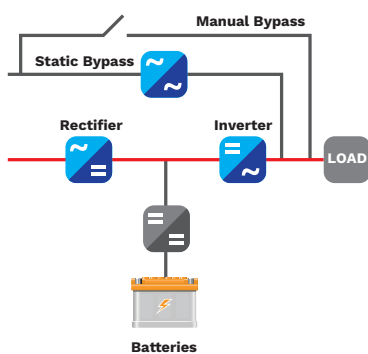 Manual Bypass
Static Bypass
Rectifier
Inverter
LOAD
Batteries